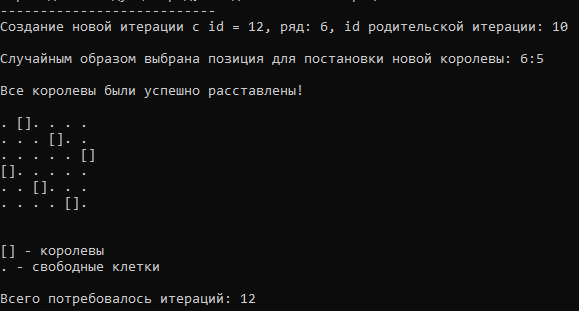 ----------------------------
Создание новой итерации с id = 12, ряд: 6, id родительской итерации: 10
Случайным образом выбрана позиция для постановки новой королевы: 6:5
Все королевы были успешно расставлены!
. []. . . .
. . . []. .
. . . . . []
[]. . . . .
. . []. . .
. . . . [].
[] - королевы
. - свободные клетки
Всего потребовалось итераций: 12